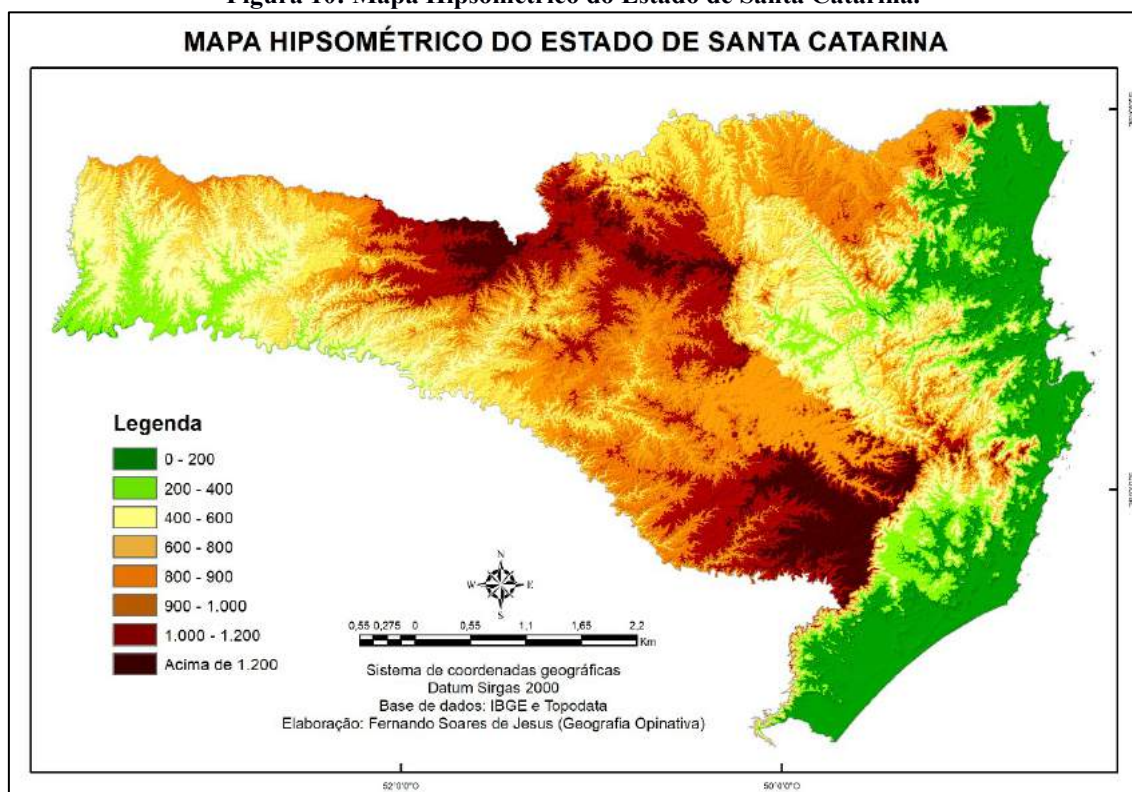 Figura 10: Mapa Hipsométrico do Estado de Santa Catarina.
MAPA HIPSOMÉTRICO DO ESTADO DE SANTA CATARINA
Legenda
0 - 200
200 - 400
400 - 600
600 - 800
800 - 900
900 - 1.000
1.000 - 1.200
Acima de 1.200
N
W E
S
0,55 0,275 0 0,55 1,1 1,65 2,2
Km
Sistema de coordenadas geográficas
Datum Sirgas 2000
Base de dados: IBGE e Topodata
Elaboração: Fernando Soares de Jesus (Geografia Opinativa)
52°0'0"O 50°0'0"O